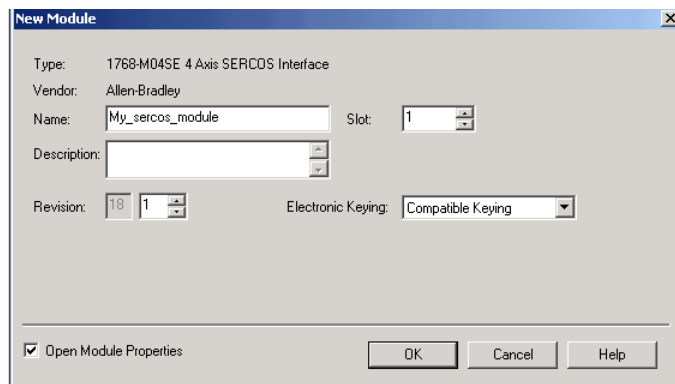 New Module
Type: 1768-M04SE 4 Axis SERCOS Interface
Vendor: Allen-Bradley
Name: My_sercos_module Slot: 1
Description:
Revision: 18 1 Electronic Keying: Compatible Keying
Open Module Properties OK Cancel Help